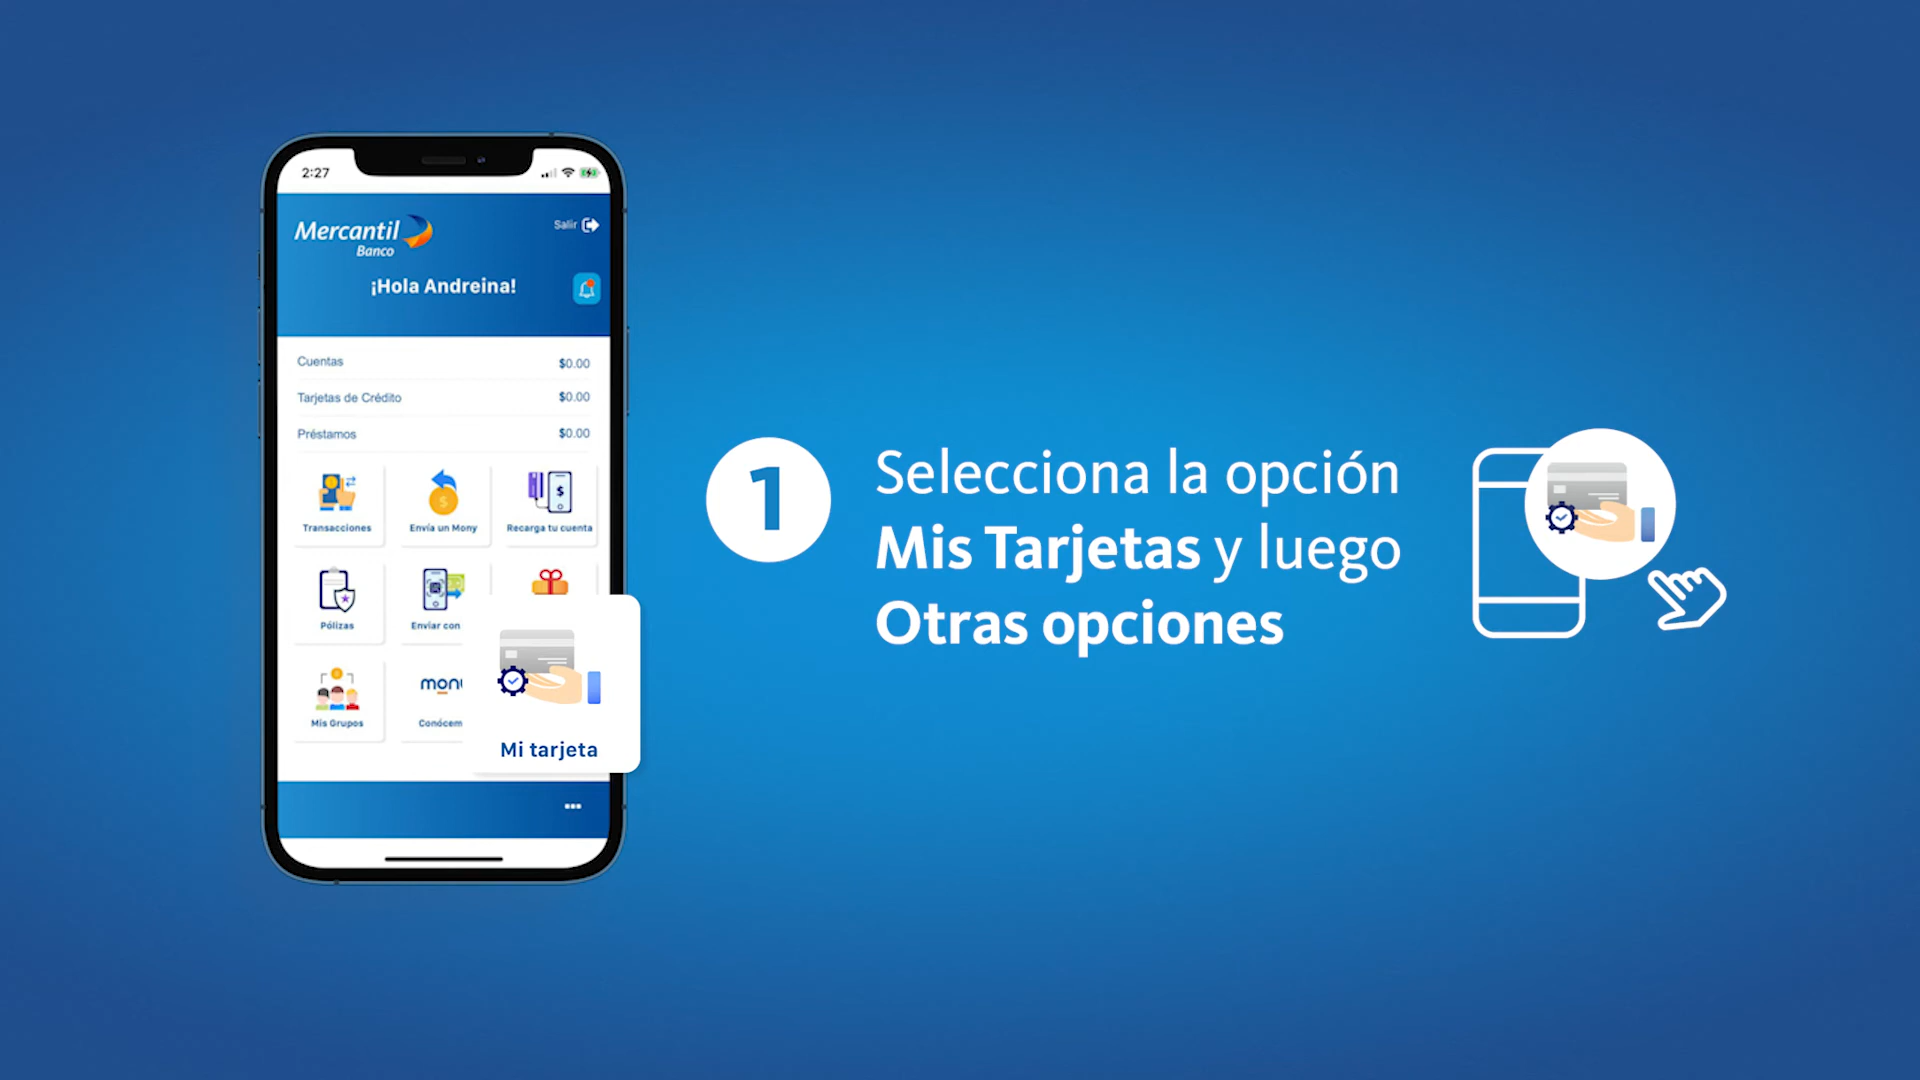 2:27
Mercantil
Banco
Salir
¡Hola Andreina!
Cuentas $0.00
Tarjetas de Crédito $0.00
Préstamos $0.00
Transacciones
Envía un Mony
Recarga tu cuenta
Pólizas
Enviar con
Mis Grupos
Conócem
Mi tarjeta
1
Selecciona la opción
Mis Tarjetas y luego
Otras opciones